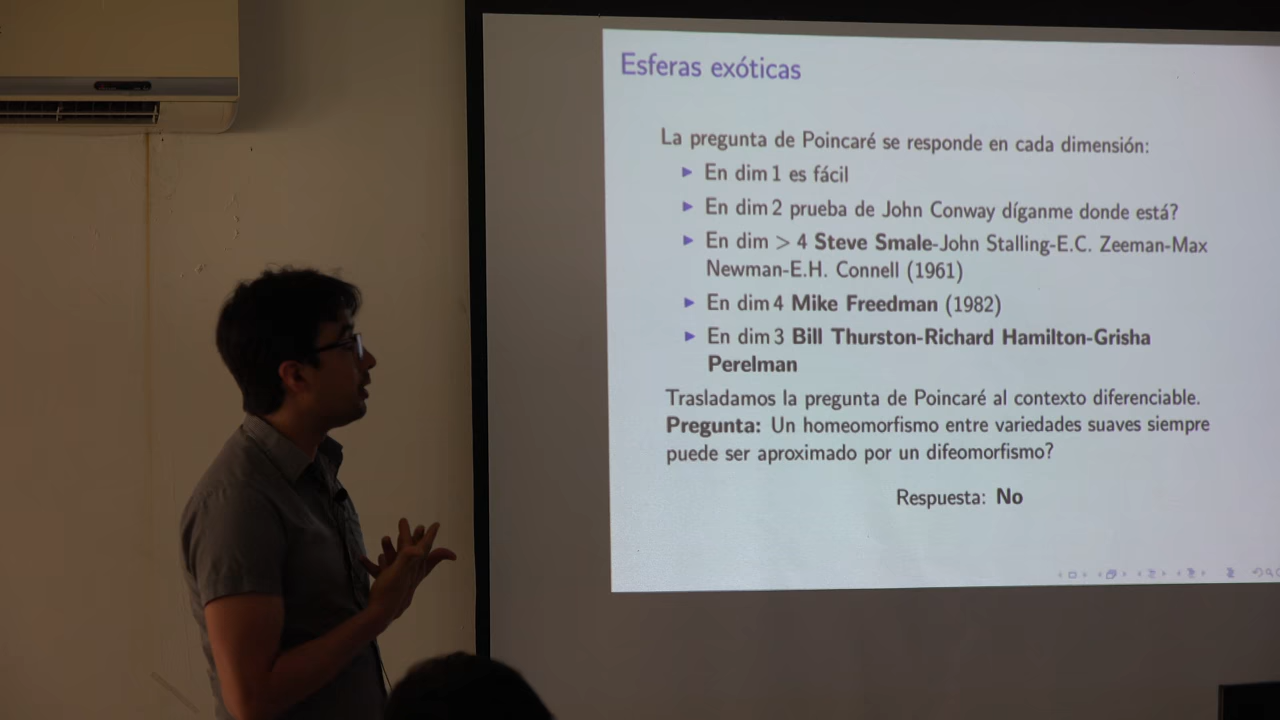 Esferas exóticas
La pregunta de Poincaré se responde en cada dimensión:
En dim 1 es fácil
En dim 2 prueba de John Conway díganme donde está?
En dim > 4 Steve Smale-John Stalling-E.C. Zeeman-Max
Newman-E.H. Connell (1961)
En dim 4 Mike Freedman (1982)
En dim 3 Bill Thurston-Richard Hamilton-Grisha
Perelman
Trasladamos la pregunta de Poincaré al contexto diferenciable.
Pregunta: Un homeomorfismo entre variedades suaves siempre
puede ser aproximado por un difeomorfismo?
Respuesta: No